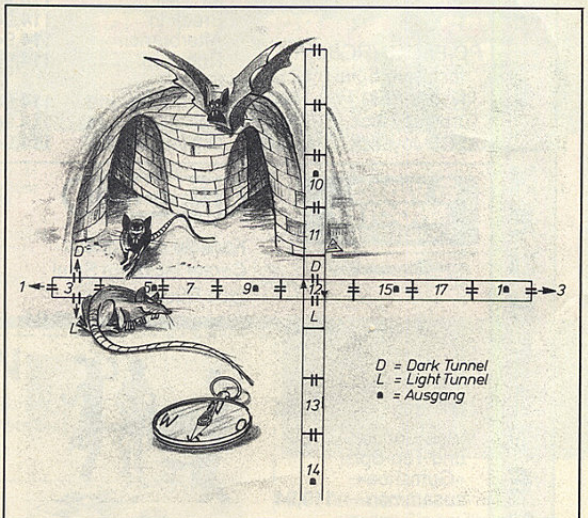 10
11
D
D
1 3 5 7 9 12 15 17 1 3
L
L
D = Dark Tunnel
L = Light Tunnel
= Ausgang
13
W O
14